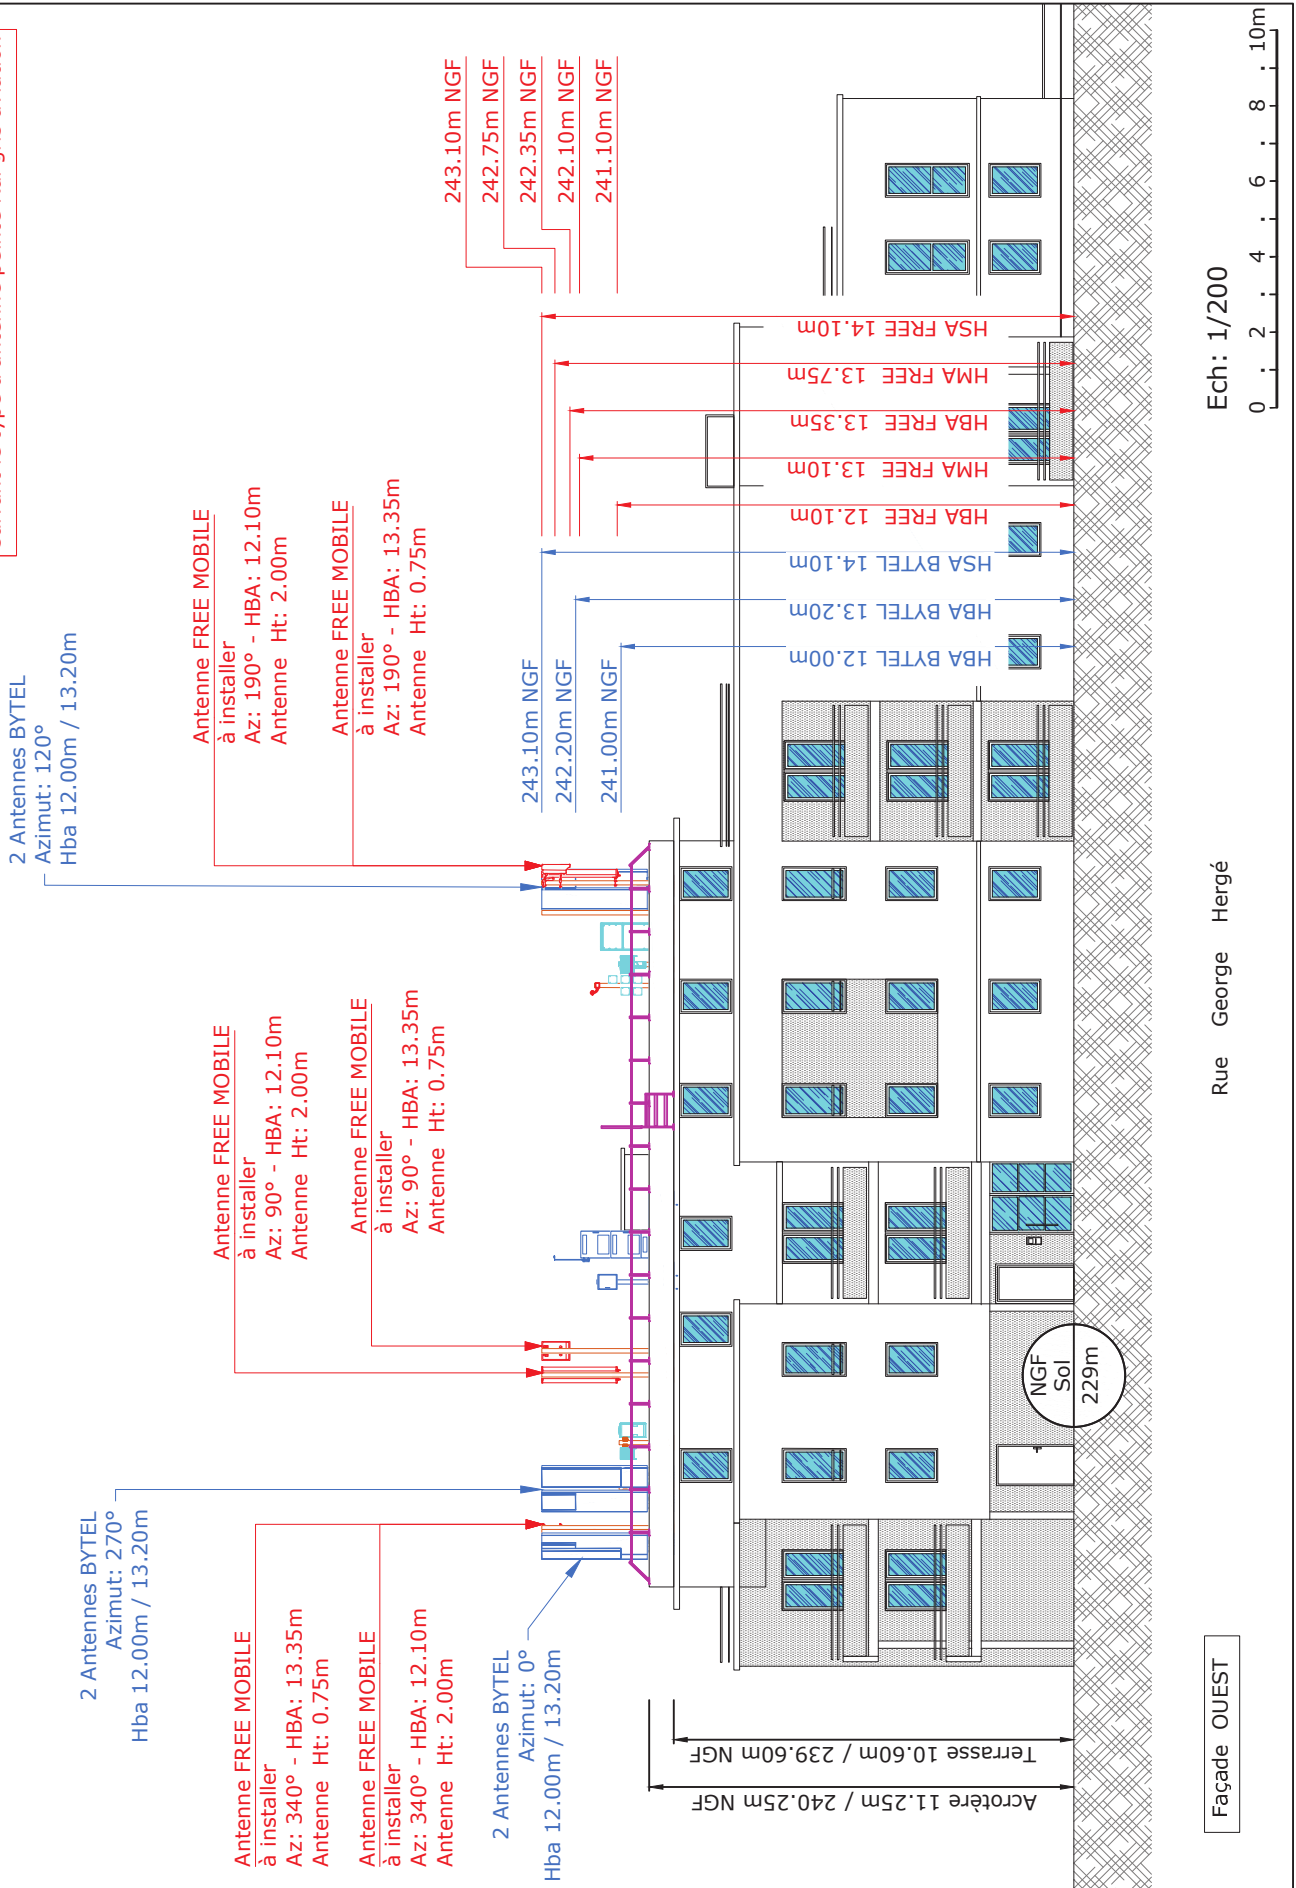 2 Antennes BYTEL
Azimut: 270°
Hba 12.00m / 13.20m
2 Antennes BYTEL
Azimut: 120°
Hba 12.00m / 13.20m
Antenne FREE MOBILE
à installer
Az: 340° - HBA: 13.35m
Antenne Ht: 0.75m
Antenne FREE MOBILE
à installer
Az: 340° - HBA: 12.10m
Antenne Ht: 2.00m
2 Antennes BYTEL
Azimut: 0°
Hba 12.00m / 13.20m
Antenne FREE MOBILE
à installer
Az: 90° - HBA: 12.10m
Antenne Ht: 2.00m
Antenne FREE MOBILE
à installer
Az: 90° - HBA: 13.35m
Antenne Ht: 0.75m
Antenne FREE MOBILE
à installer
Az: 190° - HBA: 12.10m
Antenne Ht: 2.00m
Antenne FREE MOBILE
à installer
Az: 190° - HBA: 13.35m
Antenne Ht: 0.75m
243.10m NGF
242.75m NGF
242.35m NGF
242.10m NGF
241.10m NGF
243.10m NGF
242.20m NGF
241.00m NGF
Acrotère 11.25m / 240.25m NGF
Terrasse 10.60m / 239.60m NGF
HBA BYTEL 12.00m
HBA BYTEL 13.20m
HSA BYTEL 14.10m
HBA FREE 12.10m
HMA FREE 13.10m
HBA FREE 13.35m
HMA FREE 13.75m
HSA FREE 14.10m
NGF
Sol
229m
Façade OUEST
Rue George Hergé
Ech: 1/200
0 2 4 6 8 10m